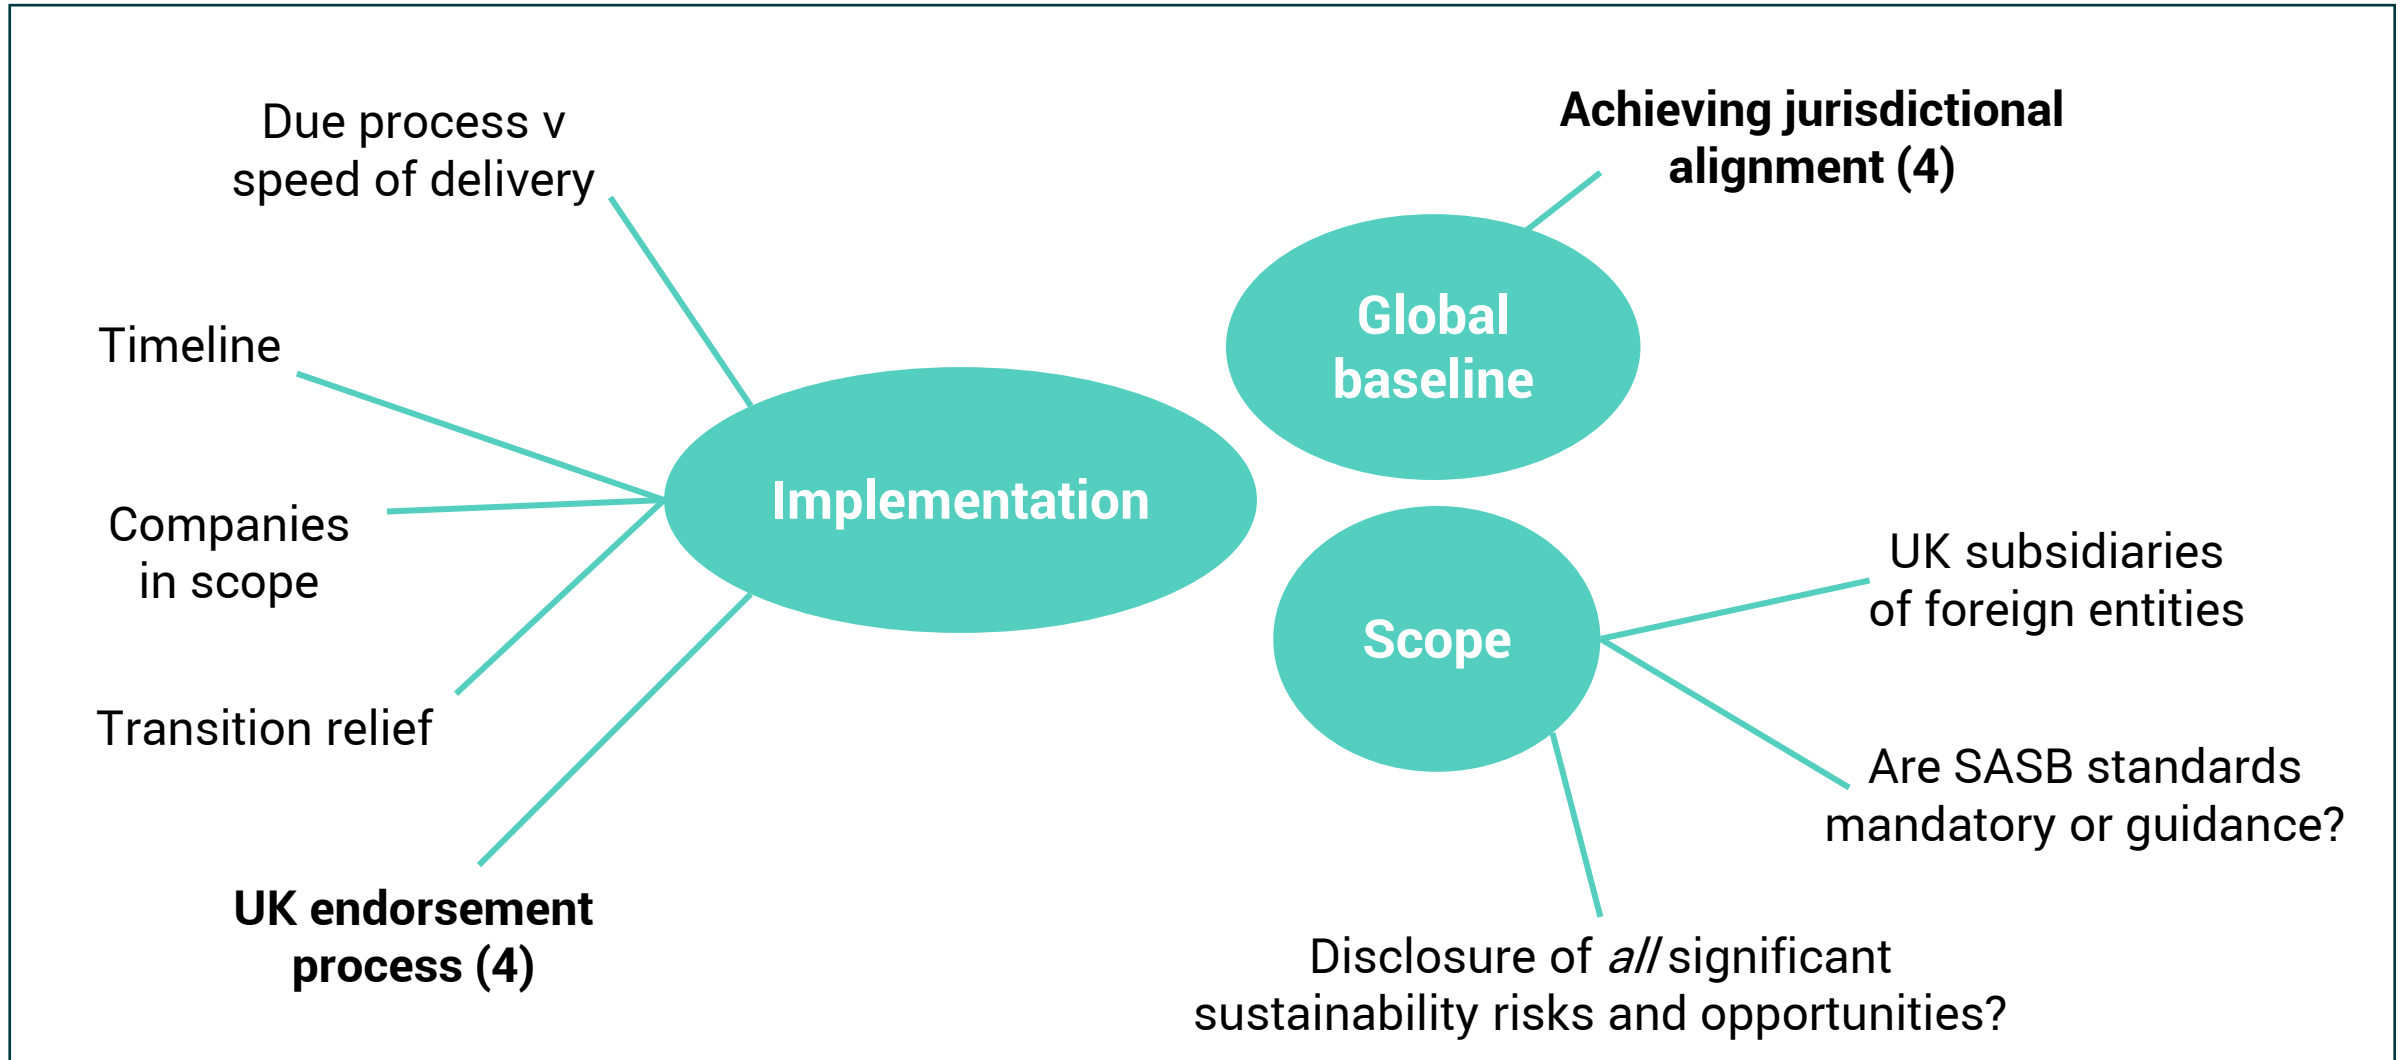 Due process v
speed of delivery
Timeline
Companies
in scope
Transition relief
UK endorsement
process (4)
Implementation
Achieving jurisdictional
alignment (4)
Global
baseline
Scope
UK subsidiaries
of foreign entities
Are SASB standards
mandatory or guidance?
Disclosure of all significant
sustainability risks and opportunities?